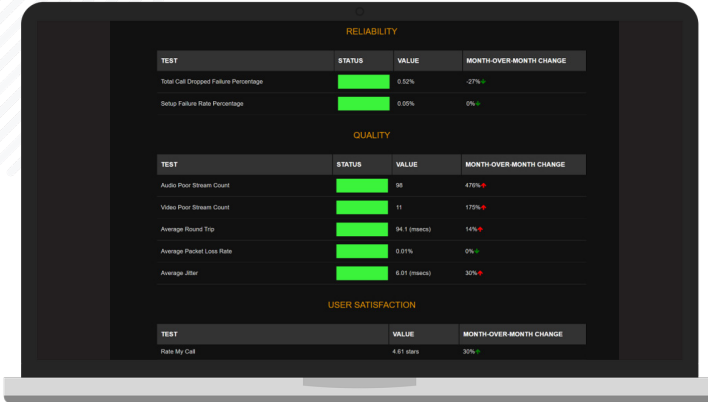 RELIABILITY
TEST STATUS VALUE MONTH-OVER-MONTH CHANGE
Total Call Dropped Failure Percentage 0.52% -27%
Setup Failure Rate Percentage 0.05% 0%
QUALITY
TEST STATUS VALUE MONTH-OVER-MONTH CHANGE
Audio Poor Stream Count 98 476%
Video Poor Stream Count 11 175%
Average Round Trip 94.1 (msecs) 14%
Average Packet Loss Rate 0.01% 0%
Average Jitter 6.01 (msecs) 30%
USER SATISFACTION
TEST VALUE MONTH-OVER-MONTH CHANGE
Rate My Call 4.61 stars 30%